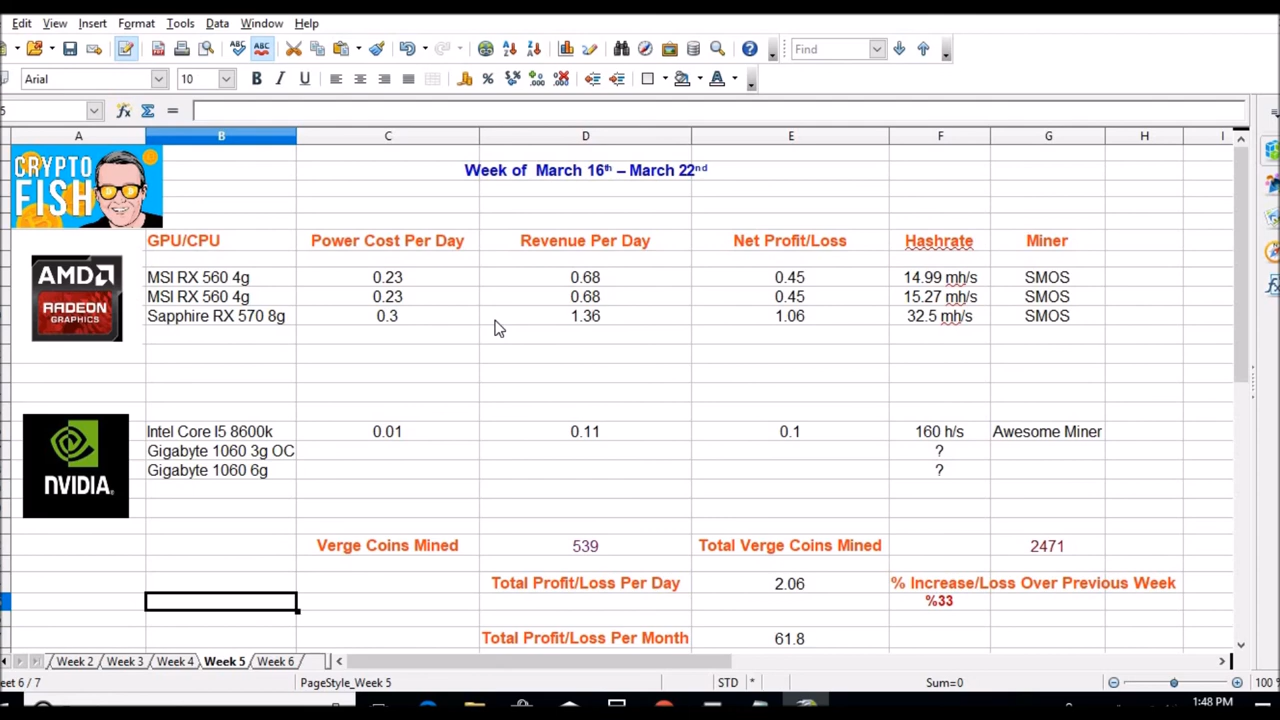 Edit View Insert Format Tools Data Window Help
Find
Arial 10
A B C D E F G H I
CRYPTO FISH
Week of March 16th – March 22nd
GPU/CPU Power Cost Per Day Revenue Per Day Net Profit/Loss Hashrate Miner
AMD RADEON GRAPHICS
MSI RX 560 4g 0.23 0.68 0.45 14.99 mh/s SMOS
MSI RX 560 4g 0.23 0.68 0.45 15.27 mh/s SMOS
Sapphire RX 570 8g 0.3 1.36 1.06 32.5 mh/s SMOS
NVIDIA.
Intel Core I5 8600k 0.01 0.11 0.1 160 h/s Awesome Miner
Gigabyte 1060 3g OC ?
Gigabyte 1060 6g ?
Verge Coins Mined 539 Total Verge Coins Mined 2471
Total Profit/Loss Per Day 2.06 % Increase/Loss Over Previous Week
%33
Total Profit/Loss Per Month 61.8
Week 2 Week 3 Week 4 Week 5 Week 6
eet 6 / 7 PageStyle_Week 5 STD * Sum=0 100
1:48 PM